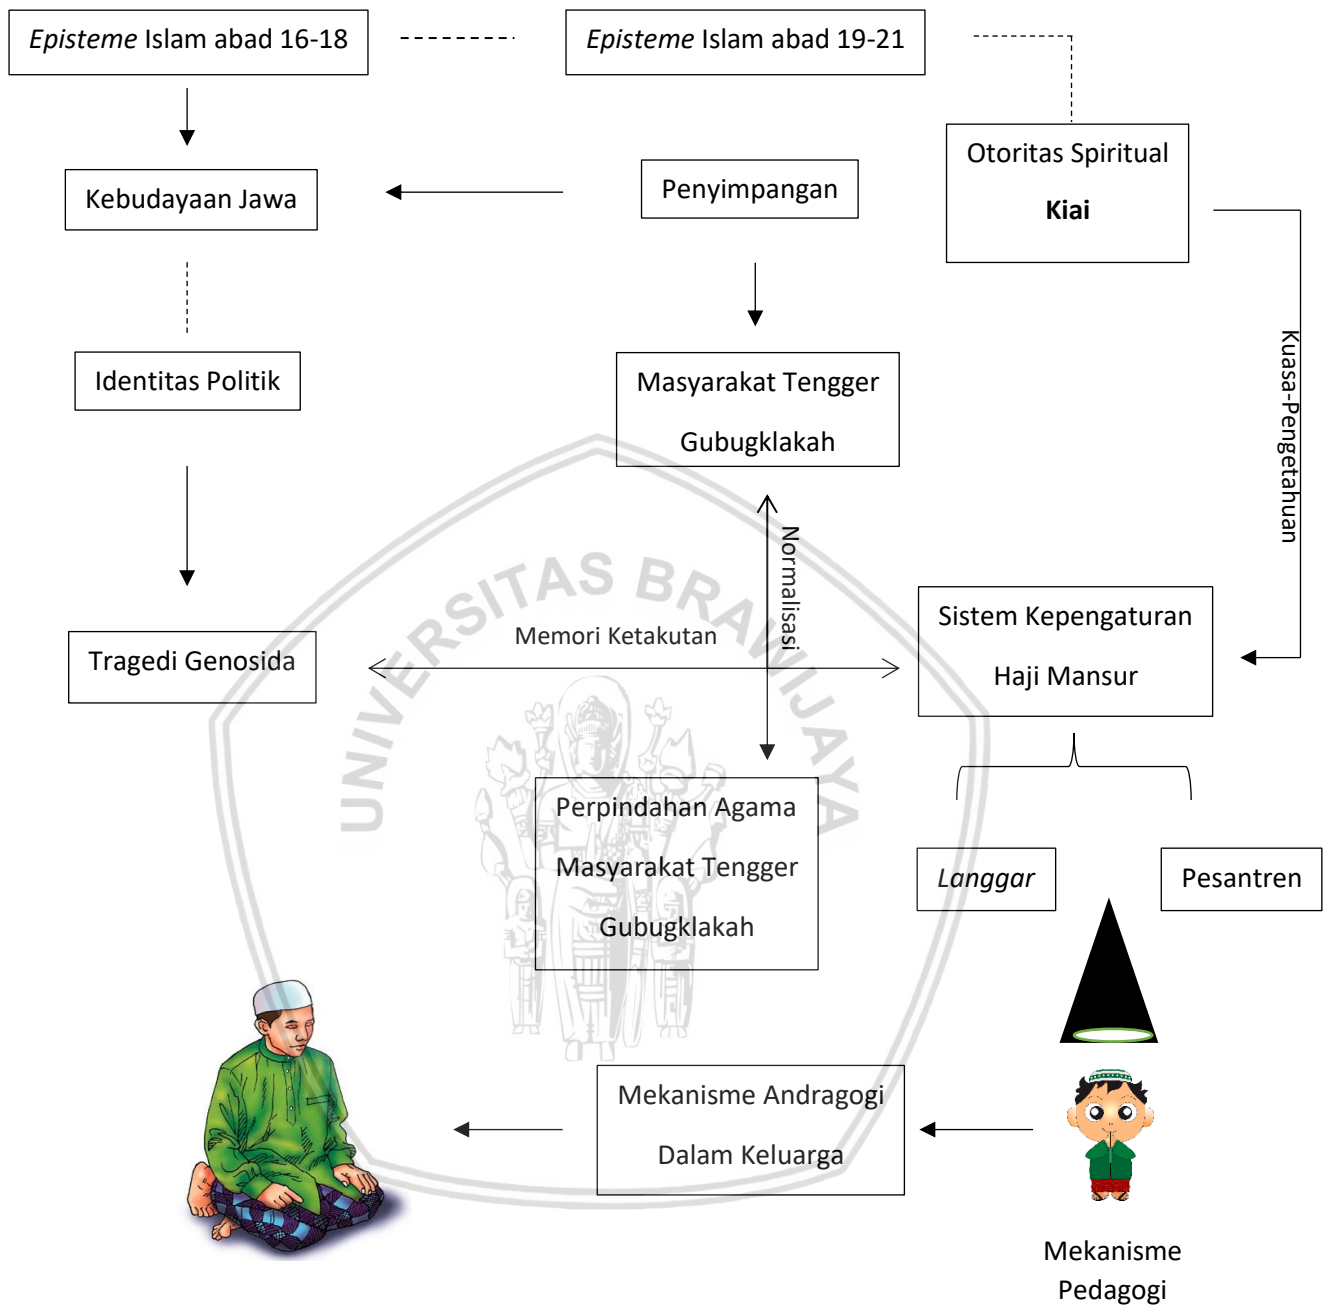 Episteme Islam abad 16-18
Episteme Islam abad 19-21
Otoritas Spiritual
Kiai
Kebudayaan Jawa
Penyimpangan
Identitas Politik
Masyarakat Tengger
Gubugklakah
Kuasa-Pengetahuan
Normalisasi
UNIVERSITAS BRAWIJAYA
Memori Ketakutan
Tragedi Genosida
Sistem Kepengaturan
Haji Mansur
Perpindahan Agama
Masyarakat Tengger
Gubugklakah
Langgar
Pesantren
Mekanisme Andragogi
Dalam Keluarga
Mekanisme
Pedagogi